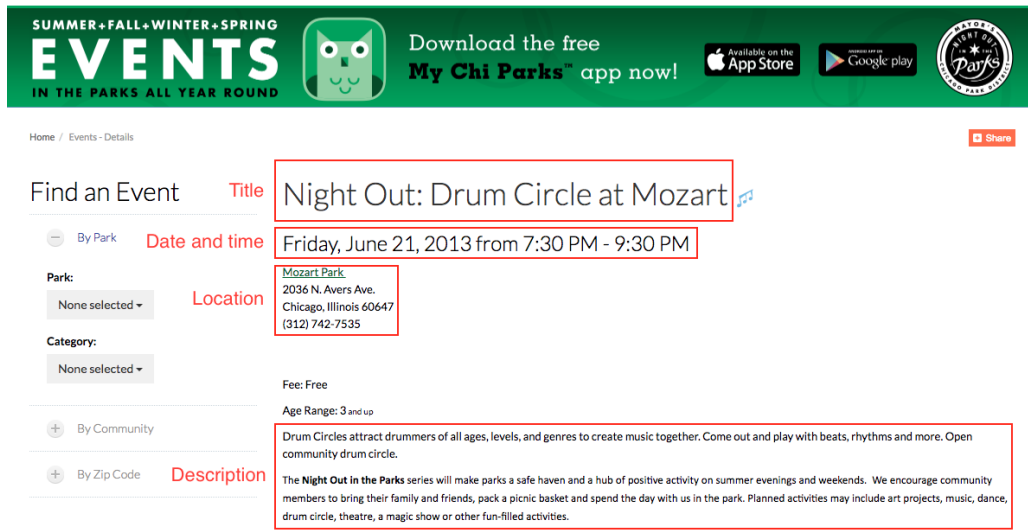 SUMMER+FALL+WINTER+SPRING
EVENTS
IN THE PARKS ALL YEAR ROUND
Download the free
My Chi Parks™ app now!
Available on the
App Store
ANDROID APP ON
Google play
MAYOR'S
NIGHT OUT
IN THE
Parks
CHICAGO PARK DISTRICT
Home / Events - Details
Share
Find an Event
Title
Night Out: Drum Circle at Mozart
By Park
Date and time
Friday, June 21, 2013 from 7:30 PM - 9:30 PM
Park:
None selected
Location
Mozart Park
2036 N. Avers Ave.
Chicago, Illinois 60647
(312) 742-7535
Category:
None selected
Fee: Free
Age Range: 3 and up
By Community
By Zip Code
Description
Drum Circles attract drummers of all ages, levels, and genres to create music together. Come out and play with beats, rhythms and more. Open
community drum circle.
The Night Out in the Parks series will make parks a safe haven and a hub of positive activity on summer evenings and weekends. We encourage community
members to bring their family and friends, pack a picnic basket and spend the day with us in the park. Planned activities may include art projects, music, dance,
drum circle, theatre, a magic show or other fun-filled activities.